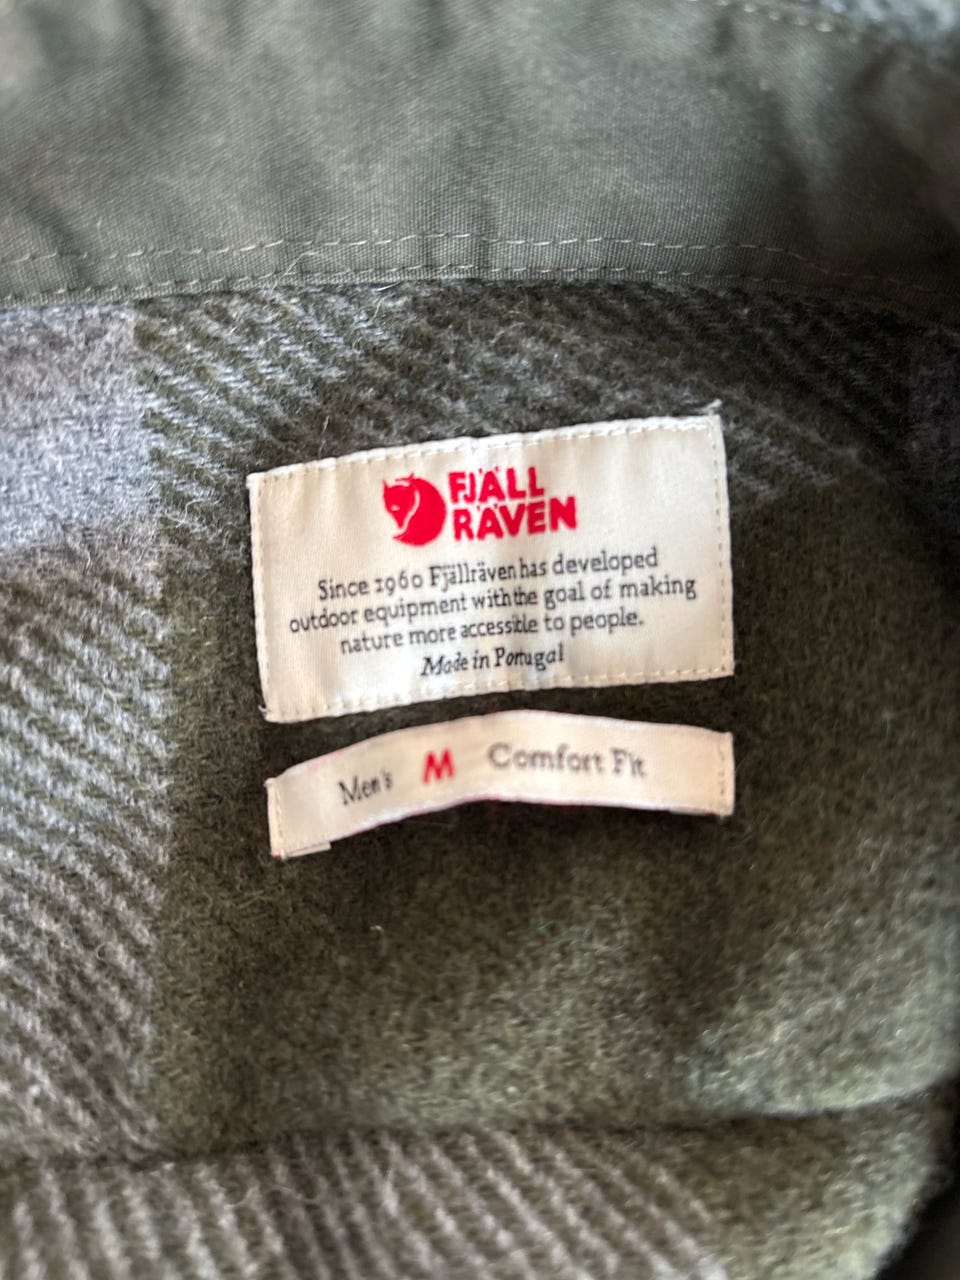 FJÄLL
RÄVEN
Since 1960 Fjällräven has developed
outdoor equipment with the goal of making
nature more accessible to people.
Made in Portugal
Men's M Comfort Fit